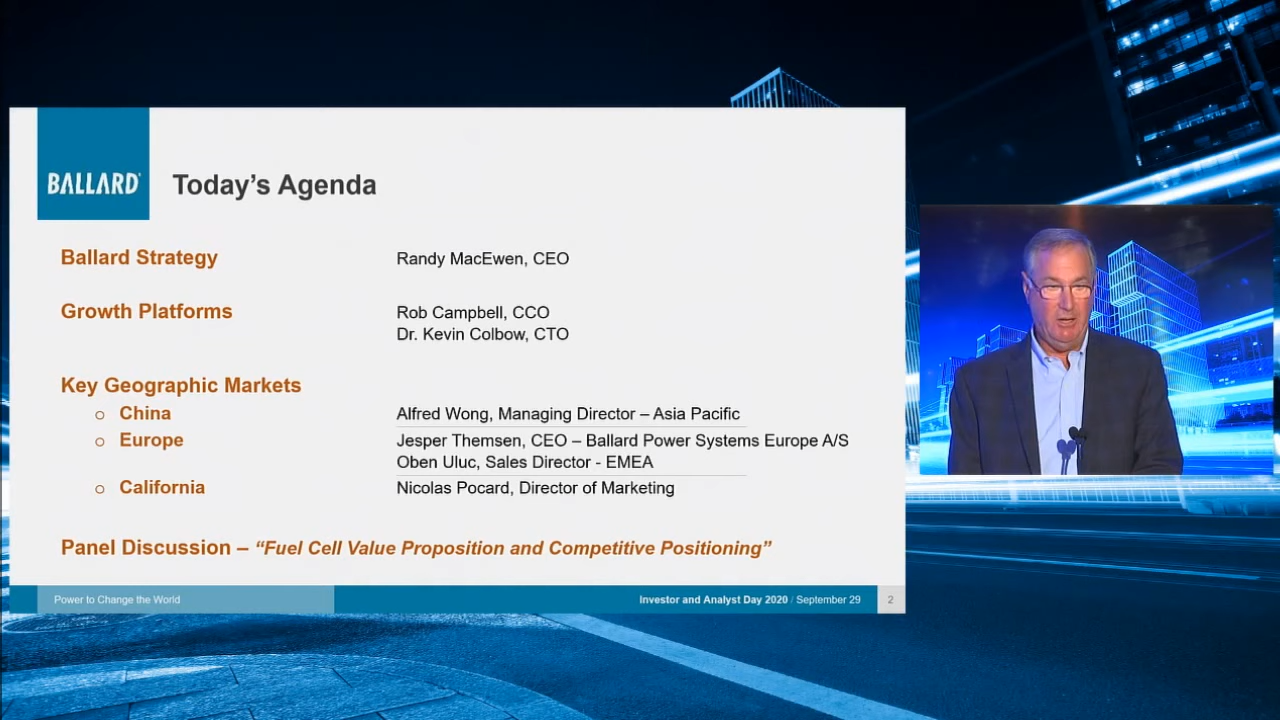 BALLARD
Today's Agenda
Ballard Strategy
Randy MacEwen, CEO
Growth Platforms
Rob Campbell, CCO
Dr. Kevin Colbow, CTO
Key Geographic Markets
o China
Alfred Wong, Managing Director – Asia Pacific
o Europe
Jesper Themsen, CEO – Ballard Power Systems Europe A/S
Oben Uluc, Sales Director - EMEA
o California
Nicolas Pocard, Director of Marketing
Panel Discussion – “Fuel Cell Value Proposition and Competitive Positioning”
Power to Change the World
Investor and Analyst Day 2020 / September 29
2